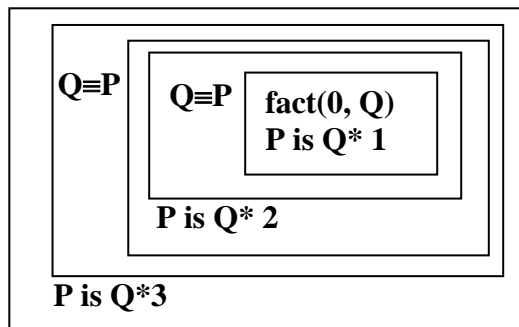 Q≡P
Q≡P
fact(0, Q)
P is Q* 1
P is Q* 2
P is Q*3